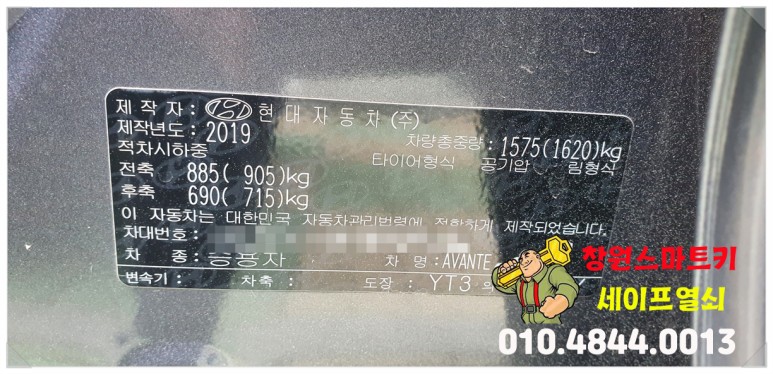 제 작 자 : 현 대 자 동 차 (주)
제작년도 : 2019 차량총중량 : 1575(1620)kg
적차시하중 타이어형식 공기압 림형식
전축 885( 905)kg
후축 690( 715)kg
이 자동차는 대한민국 자동차관리법령에 적합하게 제작되었습니다.
차대번호 :
차 종 : 승용차 차 명 : AVANTE
변속기 : 차축 : 도장 : YT3 의
창원스마트키
세이프열쇠
010.4844.0013